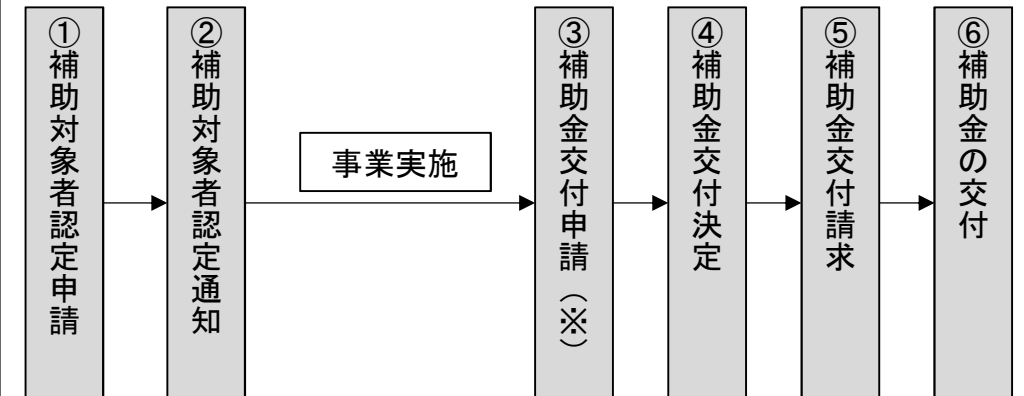 ①補助対象者認定申請
②補助対象者認定通知
事業実施
③補助金交付申請（※）
④補助金交付決定
⑤補助金交付請求
⑥補助金の交付